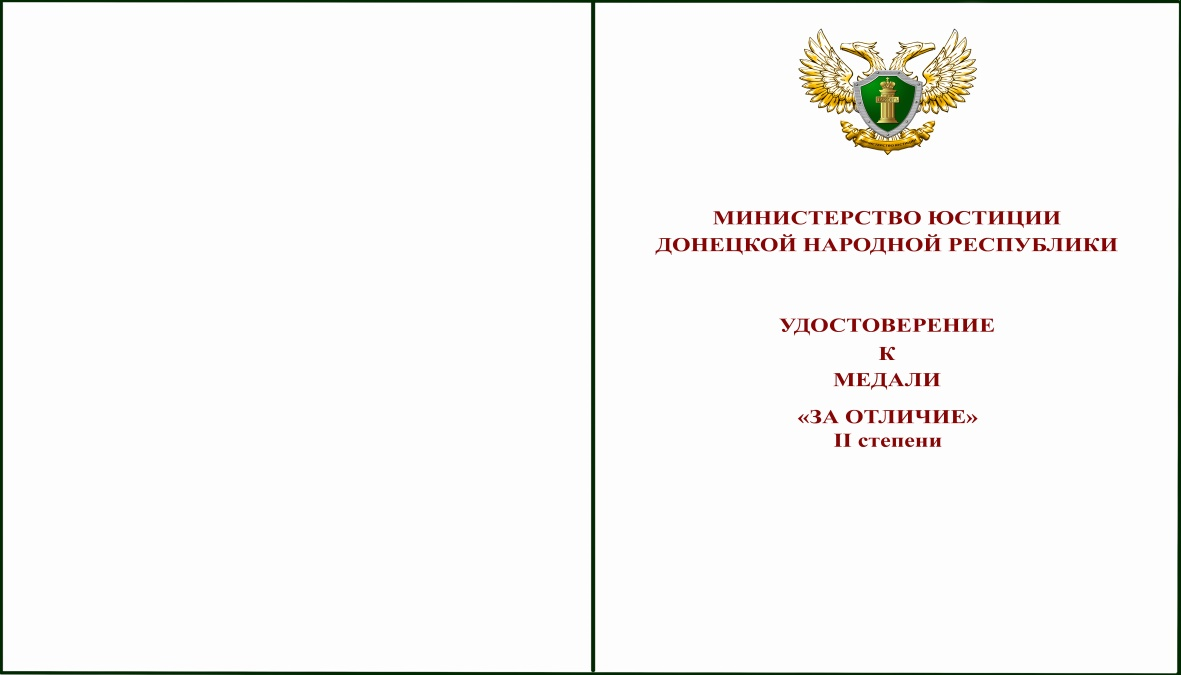 МИНИСТЕРСТВО ЮСТИЦИИ
ДОНЕЦКОЙ НАРОДНОЙ РЕСПУБЛИКИ
УДОСТОВЕРЕНИЕ
К
МЕДАЛИ
«ЗА ОТЛИЧИЕ»
II степени